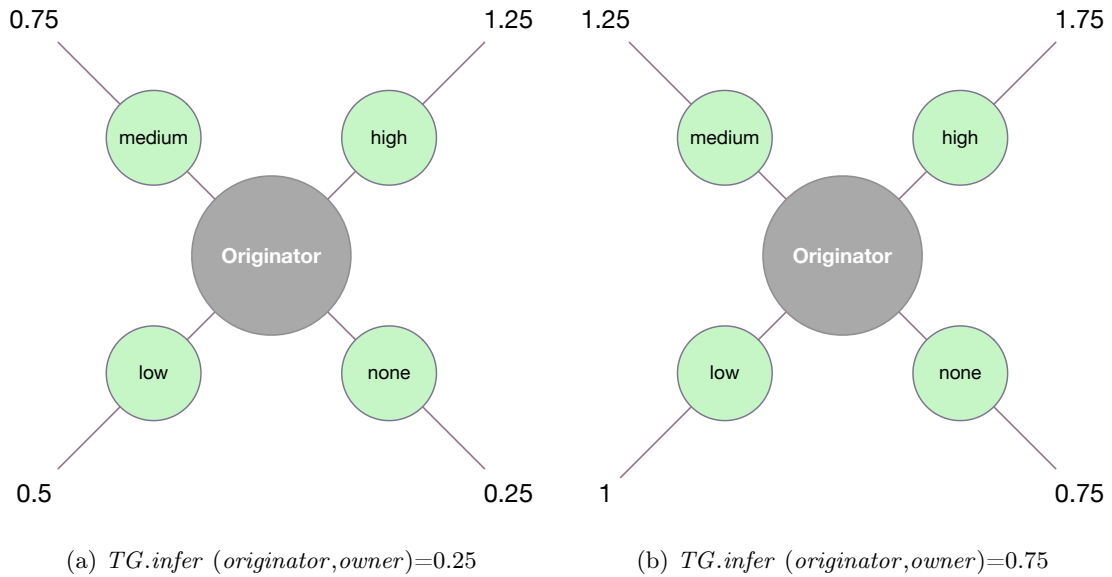 0.75 1.25 1.25 1.75
medium high medium high
Originator Originator
low none low none
0.5 0.25 1 0.75
(a) TG.infer (originator,owner)=0.25 (b) TG.infer (originator,owner)=0.75